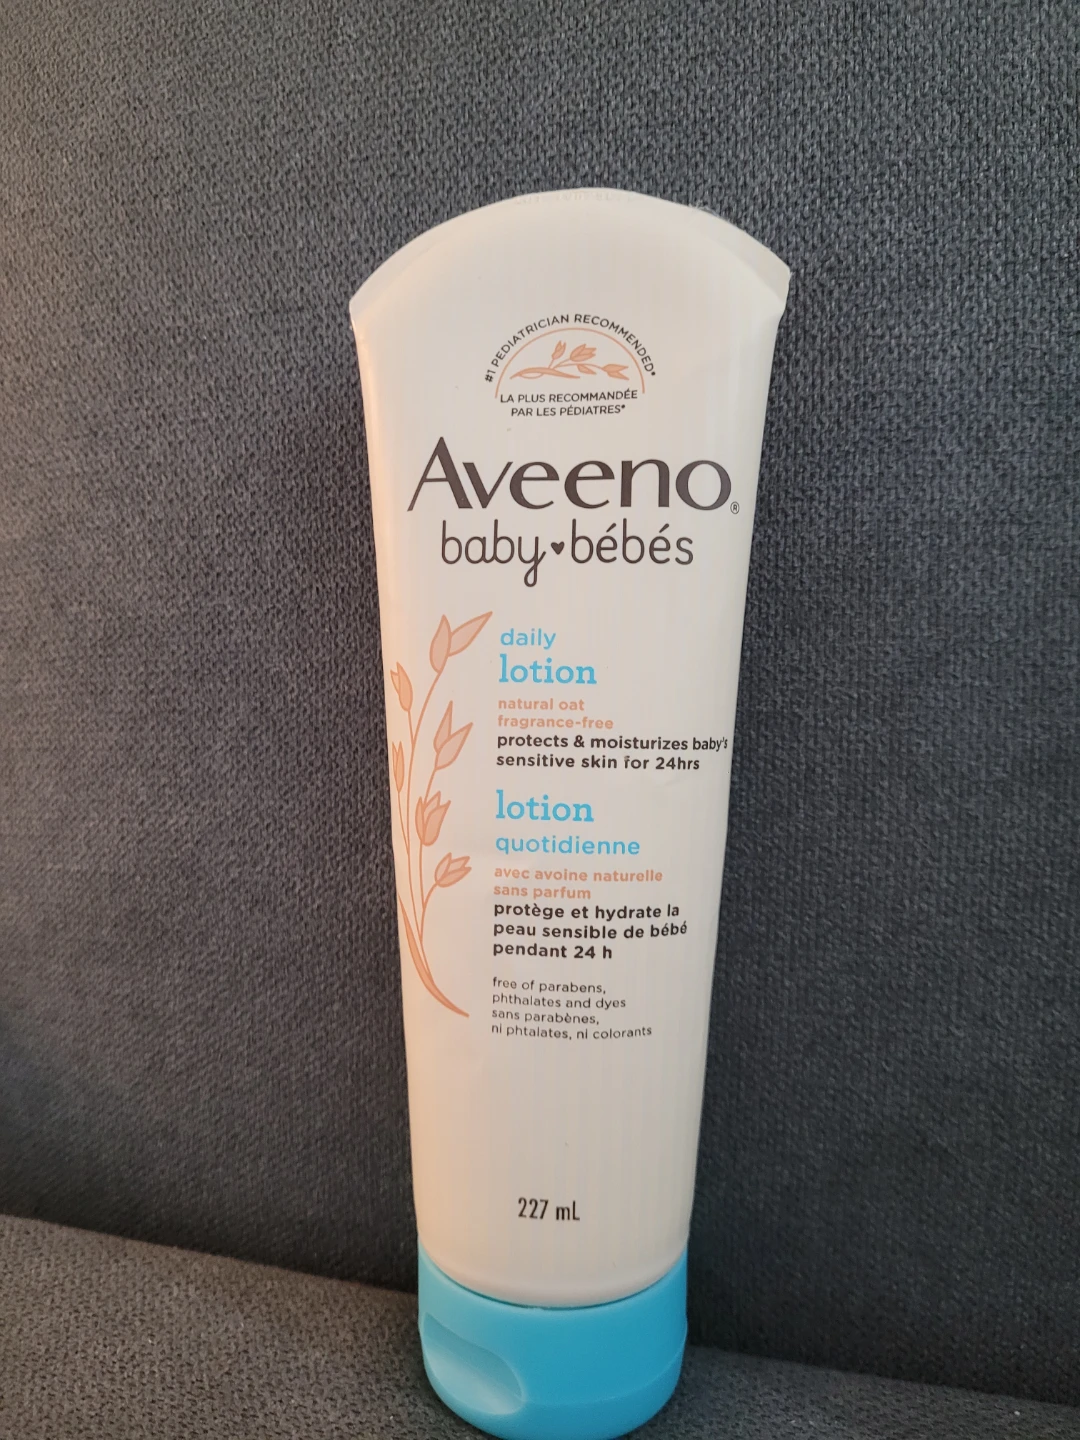 #1 PEDIATRICIAN RECOMMENDED*
LA PLUS RECOMMANDÉE
PAR LES PÉDIATRES*
Aveeno®
baby♥bébés
daily
lotion
natural oat
fragrance-free
protects & moisturizes baby's
sensitive skin for 24hrs
lotion
quotidienne
avec avoine naturelle
sans parfum
protège et hydrate la
peau sensible de bébé
pendant 24 h
free of parabens,
phthalates and dyes
sans parabènes,
ni phtalates, ni colorants
227 mL